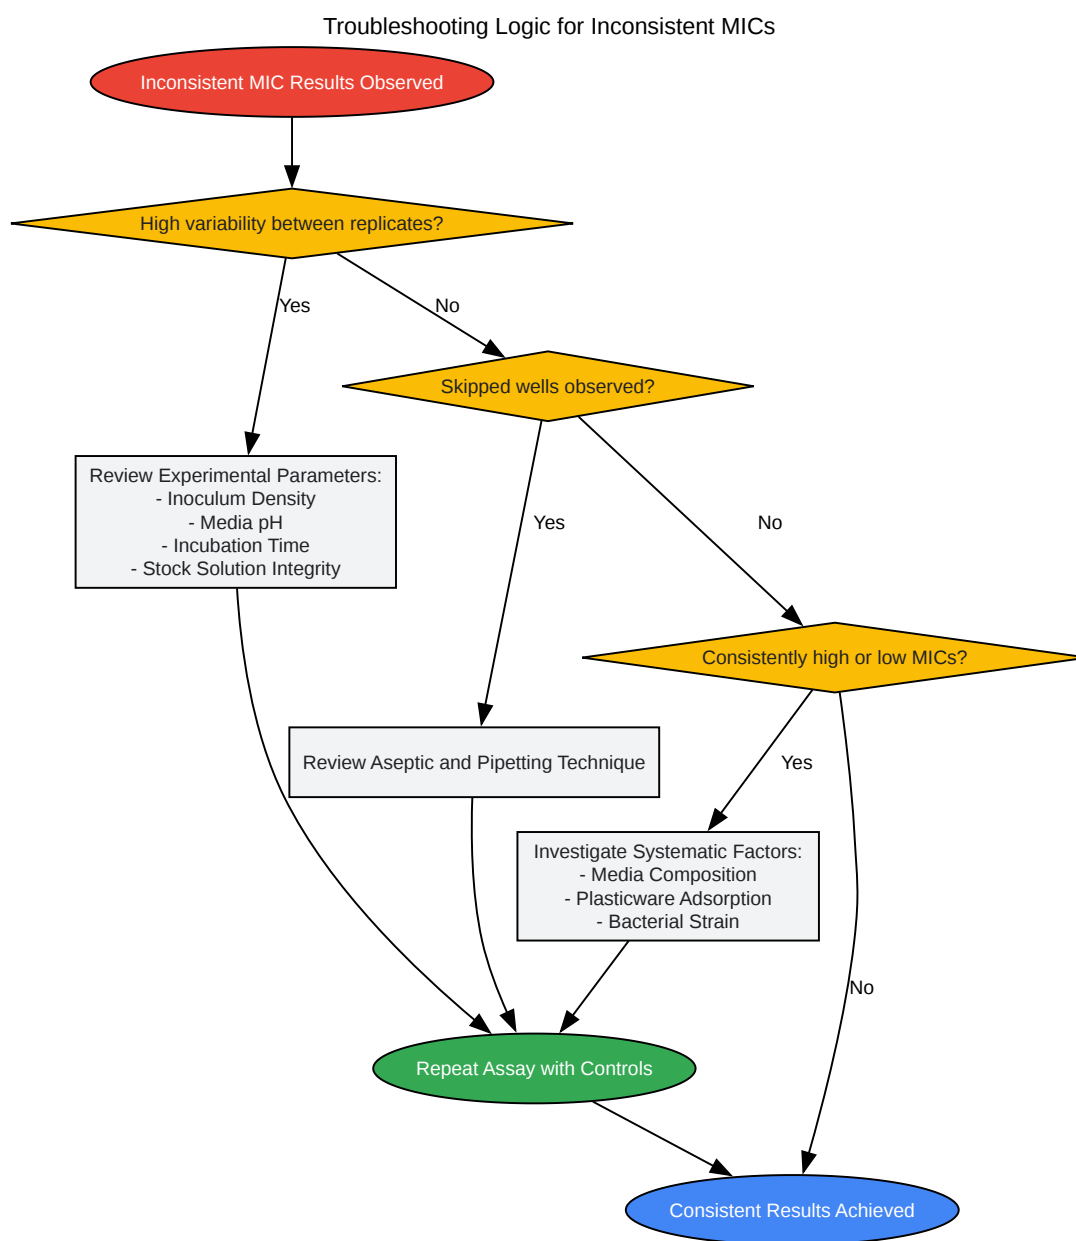 Troubleshooting Logic for Inconsistent MICs
Inconsistent MIC Results Observed
High variability between replicates?
Yes
No
Skipped wells observed?
Review Experimental Parameters:
- Inoculum Density
- Media pH
- Incubation Time
- Stock Solution Integrity
Yes
No
Consistently high or low MICs?
Review Aseptic and Pipetting Technique
Yes
Investigate Systematic Factors:
- Media Composition
- Plasticware Adsorption
- Bacterial Strain
No
Repeat Assay with Controls
Consistent Results Achieved